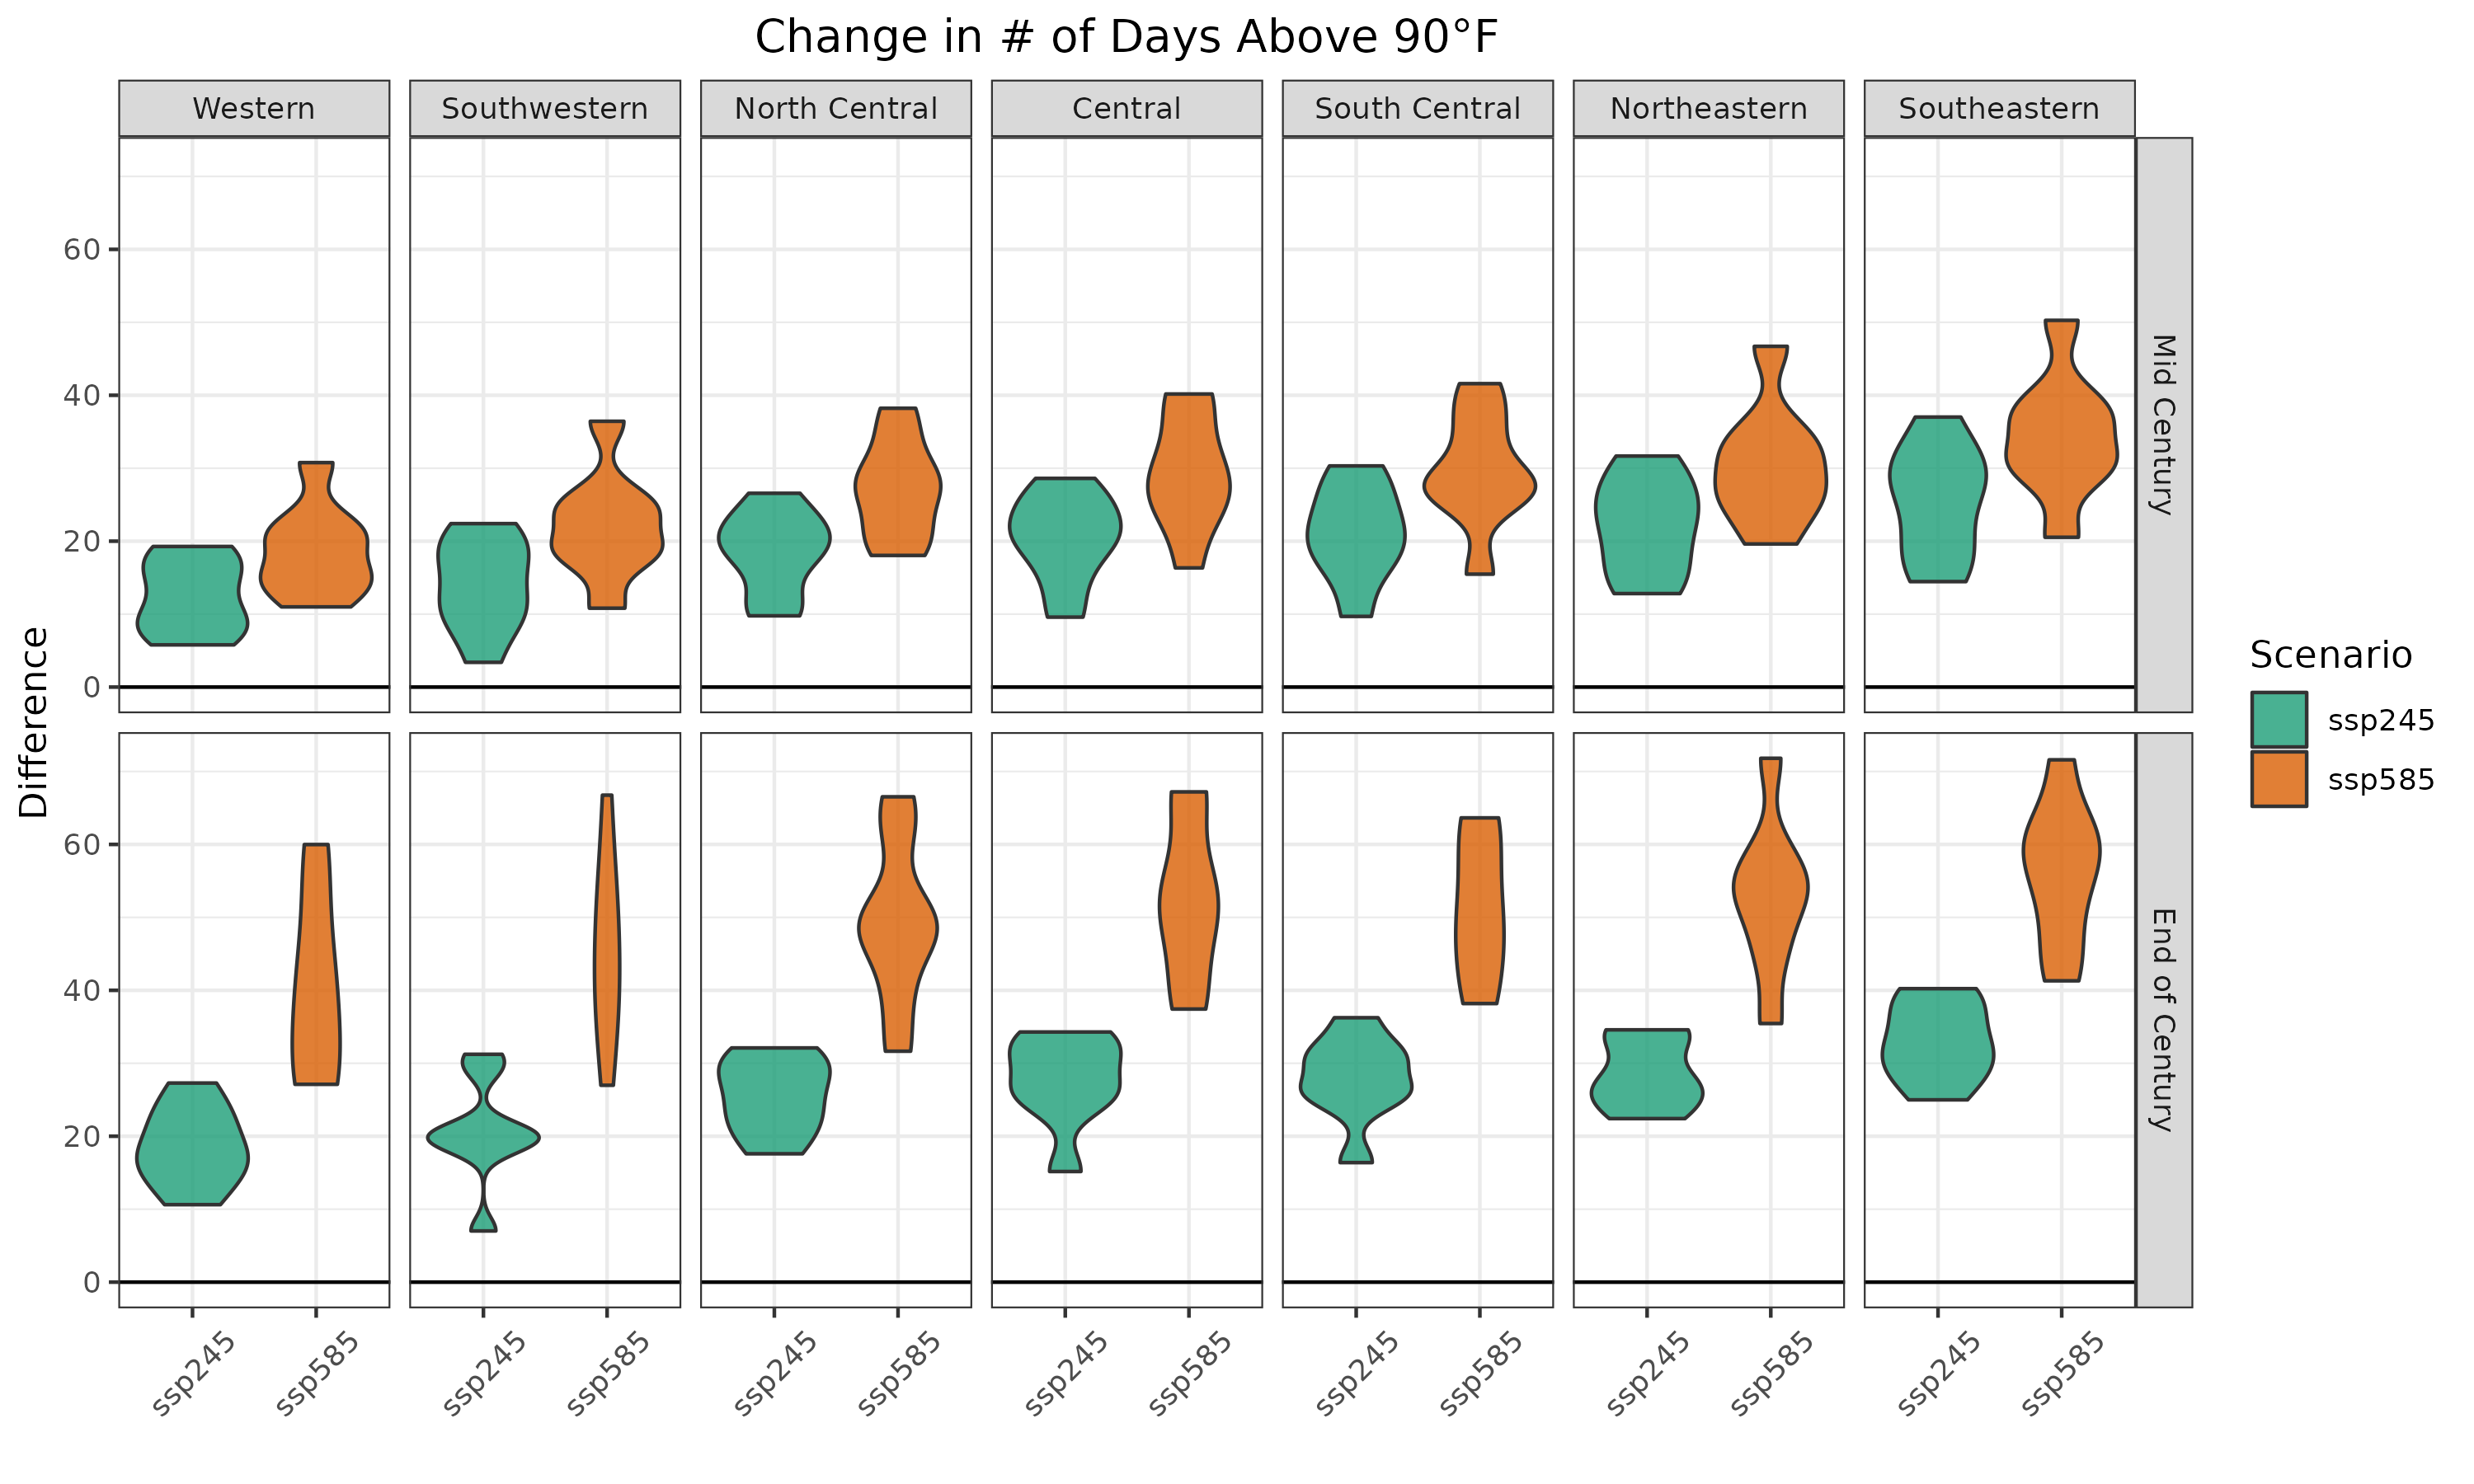 Change in # of Days Above 90°F
Western Southwestern North Central Central South Central Northeastern Southeastern
Difference
60
40
20
0
Mid Century
60
40
20
0
End of Century
ssp245 ssp585 ssp245 ssp585 ssp245 ssp585 ssp245 ssp585 ssp245 ssp585 ssp245 ssp585 ssp245 ssp585
Scenario
ssp245
ssp585